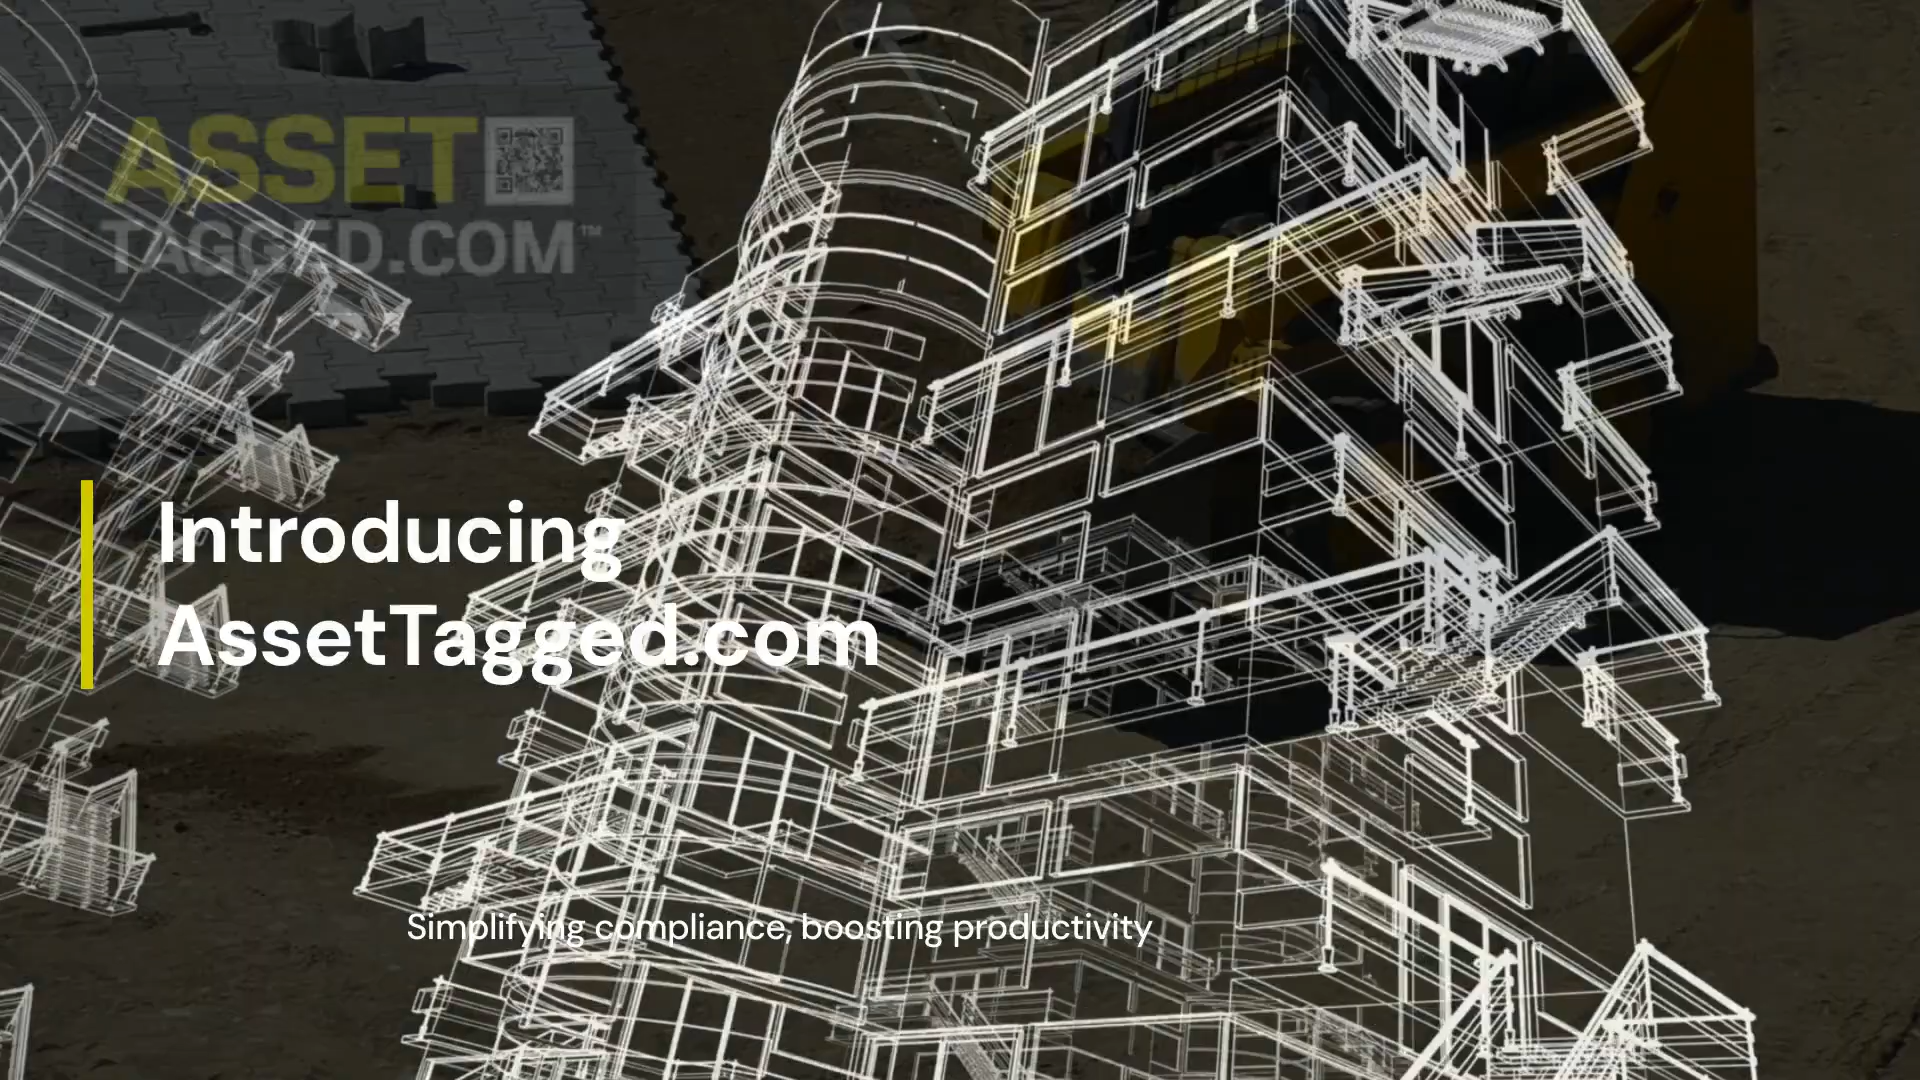 ASSET
TAGGED.COM™
Introducing
AssetTagged.com
Simplifying compliance, boosting productivity